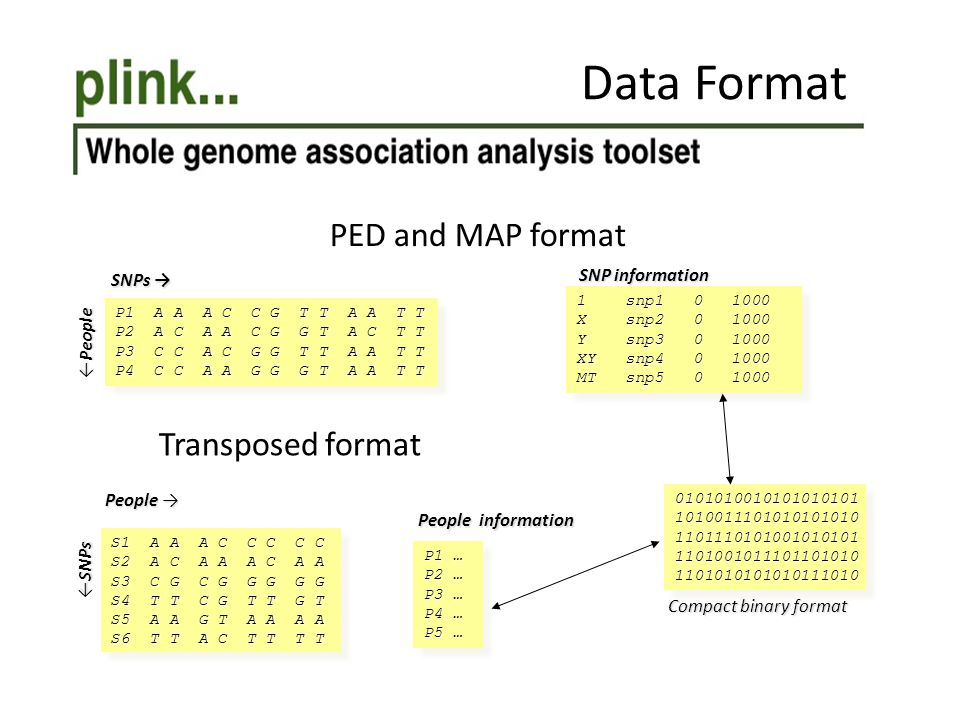 plink...
Data Format
Whole genome association analysis toolset
PED and MAP format
SNPs →
←People
P1 A A A C C G T T A A T T
P2 A C A A C G G T A C T T
P3 C C A C G G T T A A T T
P4 C C A A G G G T A A T T
SNP information
1 snp1 0 1000
X snp2 0 1000
Y snp3 0 1000
XY snp4 0 1000
MT snp5 0 1000
Transposed format
People →
←SNPs
S1 A A A C C C C C
S2 A C A A A C A A
S3 C G C G G G G G
S4 T T C G T T G T
S5 A A G T A A A A
S6 T T A C T T T T
People information
P1 …
P2 …
P3 …
P4 …
P5 …
0101010010101010101
1010011101010101010
1101110101001010101
1101001011101101010
1101010101010111010
Compact binary format